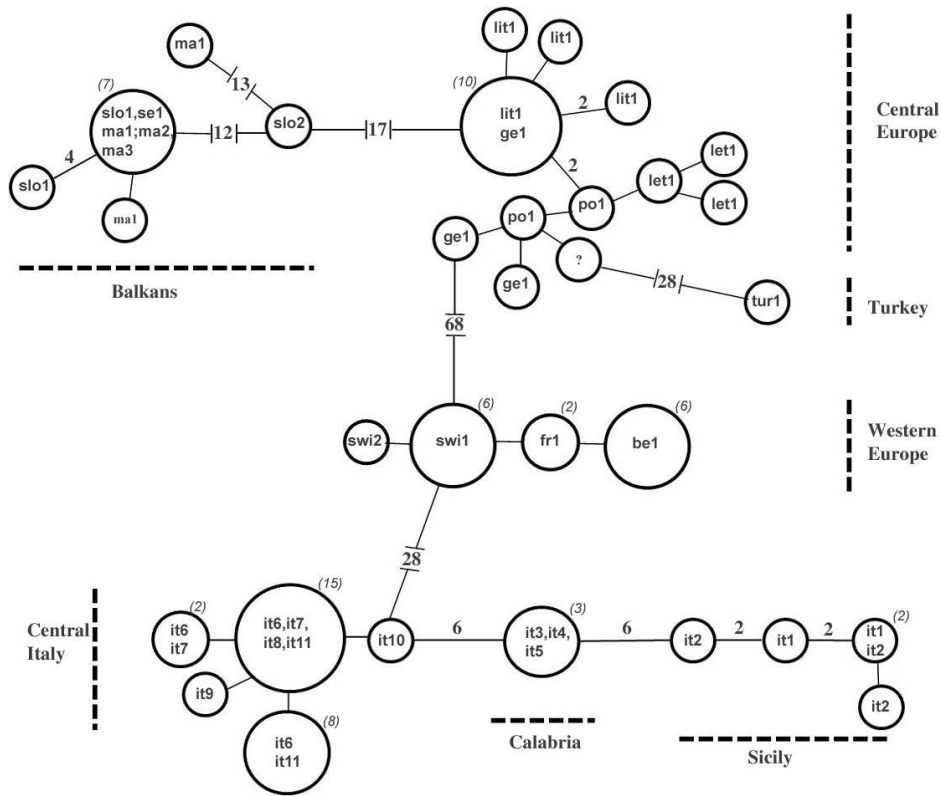 ma1
13
(7)
slo1,se1
ma1;ma2,
ma3
12
slo2
17
4
slo1
ma1
Balkans
lit1
lit1
(10)
lit1
ge1
2
lit1
2
let1
let1
let1
po1
po1
ge1
?
ge1
28
tur1
Central
Europe
Turkey
68
(6)
swi2
swi1
(2)
fr1
(6)
be1
Western
Europe
28
Central
Italy
(2)
it6
it7
(15)
it6,it7,
it8,it11
it10
6
(3)
it3,it4,
it5
6
it2
2
it1
2
(2)
it1
it2
it9
it2
(8)
it6
it11
Calabria
Sicily